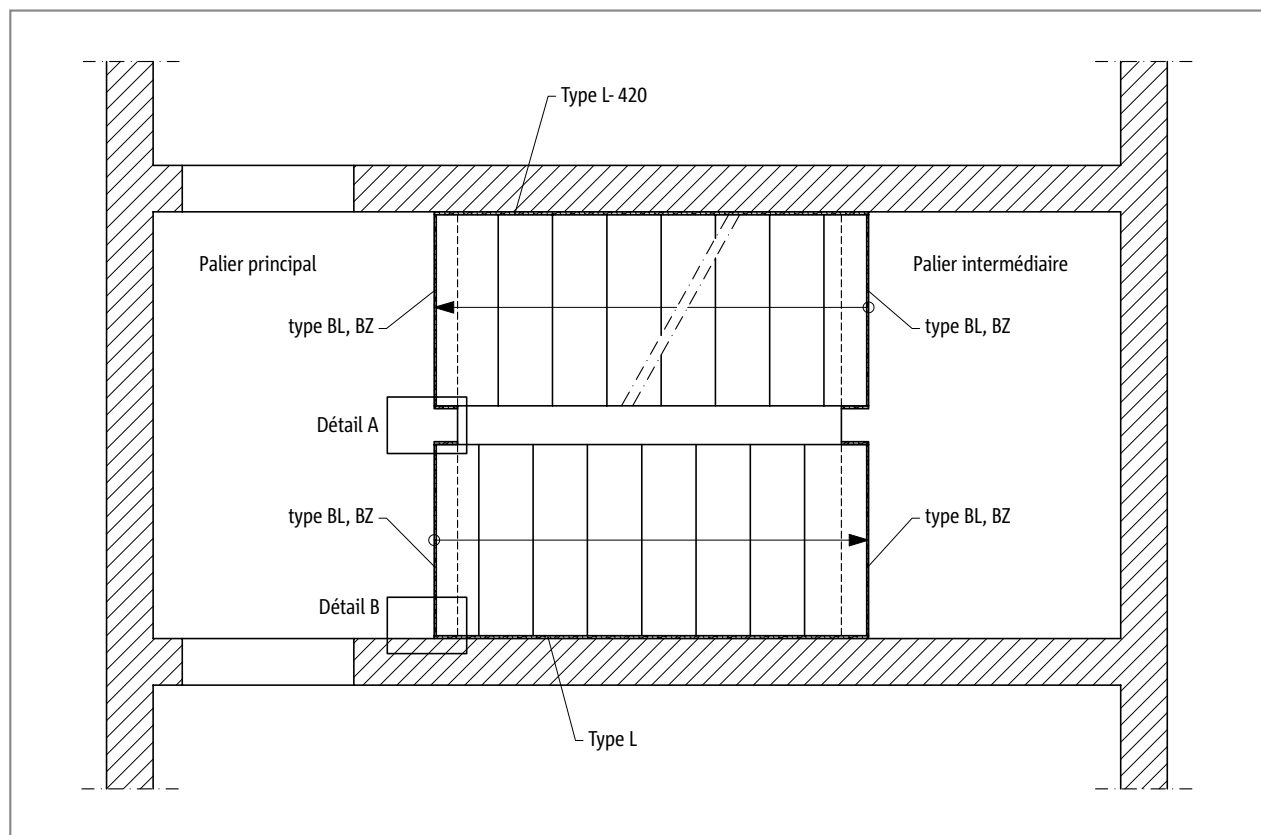 Type L- 420
Palier principal
Palier intermédiaire
type BL, BZ
type BL, BZ
Détail A
type BL, BZ
type BL, BZ
Détail B
Type L